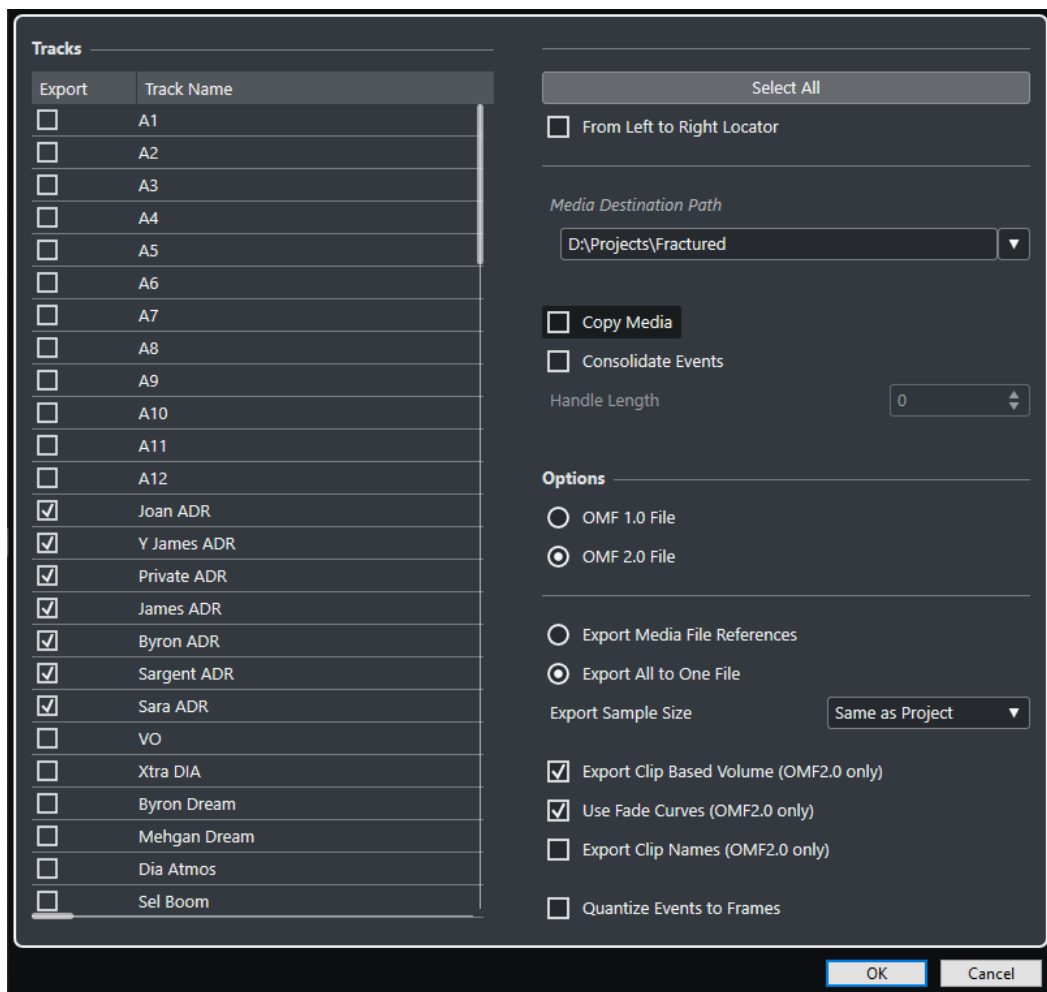 Tracks
Export Track Name
A1
A2
A3
A4
A5
A6
A7
A8
A9
A10
A11
A12
Joan ADR
Y James ADR
Private ADR
James ADR
Byron ADR
Sargent ADR
Sara ADR
VO
Xtra DIA
Byron Dream
Mehgan Dream
Dia Atmos
Sel Boom
Select All
From Left to Right Locator
Media Destination Path
D:\Projects\Fractured
Copy Media
Consolidate Events
Handle Length 0
Options
OMF 1.0 File
OMF 2.0 File
Export Media File References
Export All to One File
Export Sample Size Same as Project
Export Clip Based Volume (OMF2.0 only)
Use Fade Curves (OMF2.0 only)
Export Clip Names (OMF2.0 only)
Quantize Events to Frames
OK Cancel